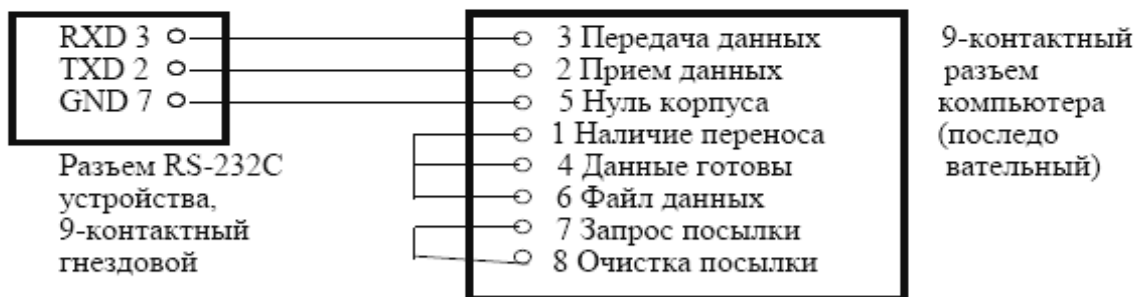 RXD 3
TXD 2
GND 7
Разъем RS-232C
устройства,
9-контактный
гнездовой
3 Передача данных
2 Прием данных
5 Нуль корпуса
1 Наличие переноса
4 Данные готовы
6 Файл данных
7 Запрос посылки
8 Очистка посылки
9-контактный
разъем
компьютера
(последо
вательный)